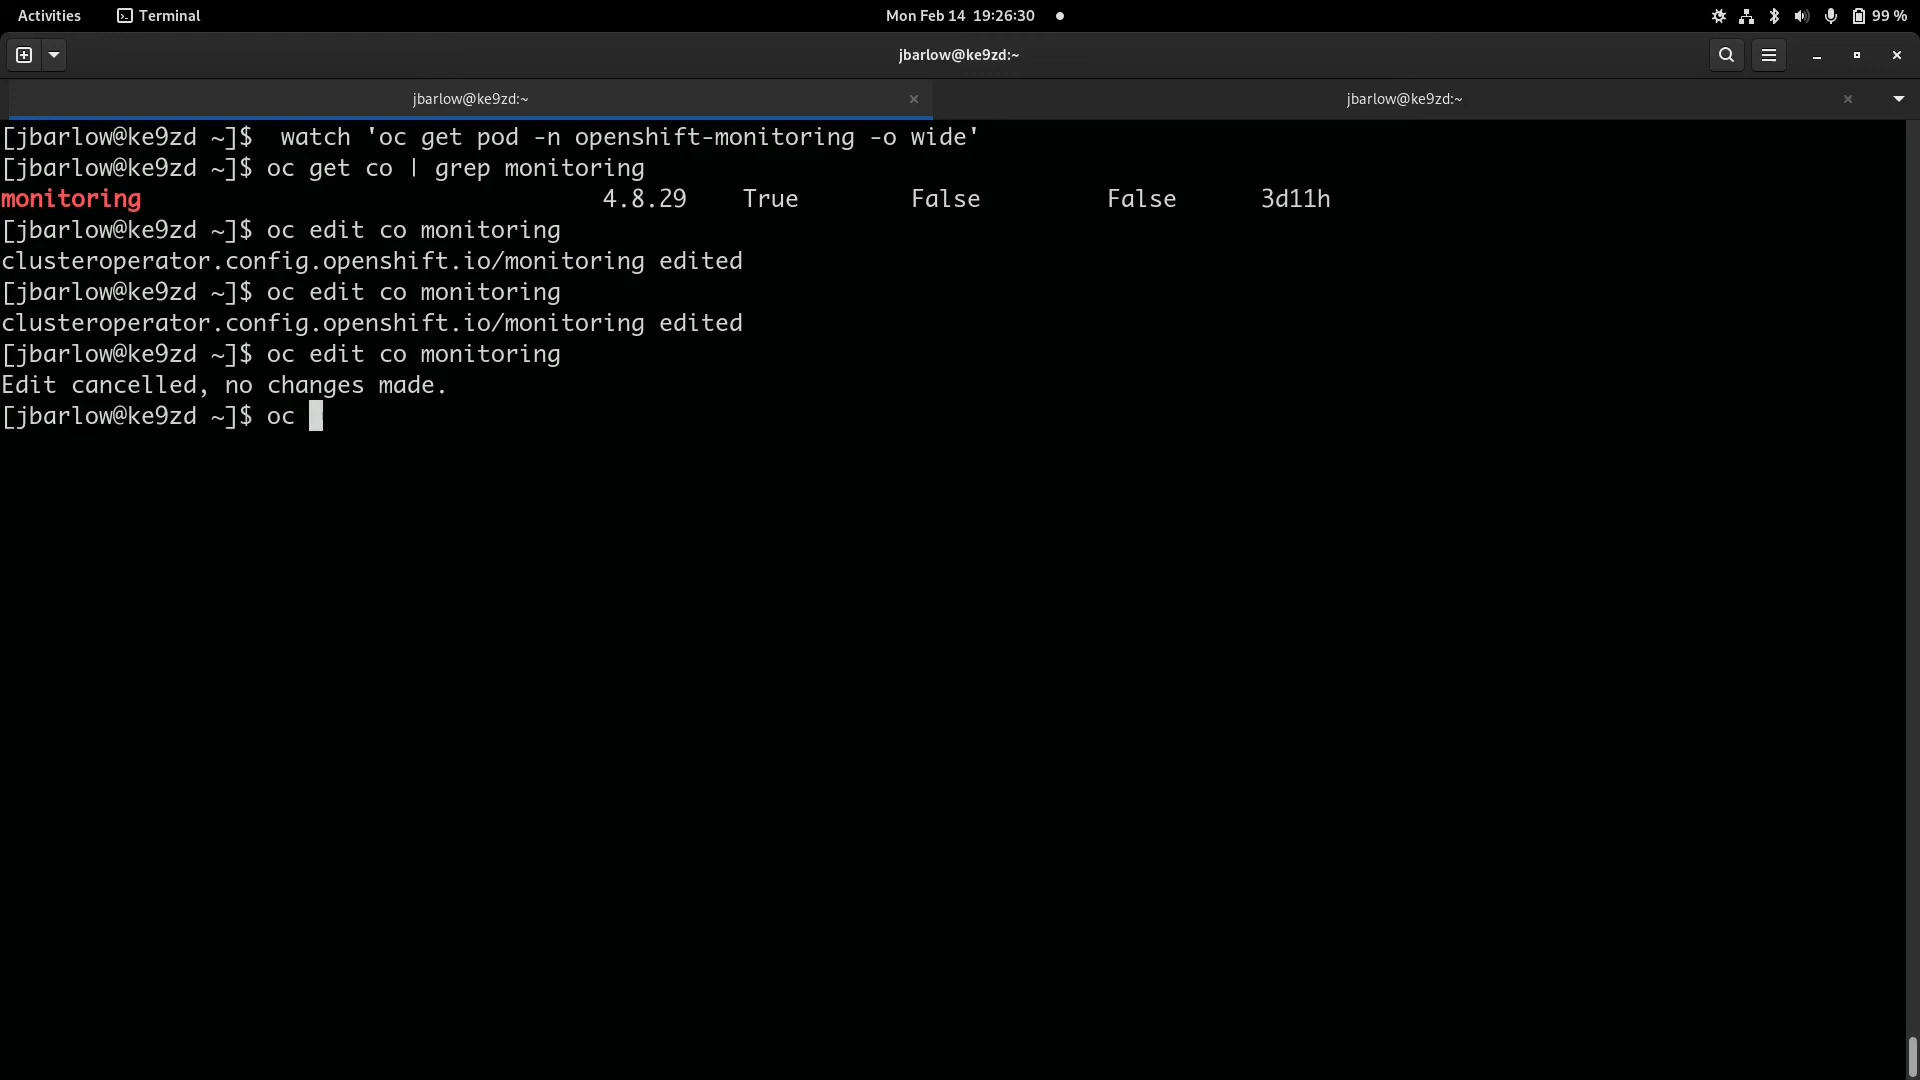 Activities Terminal Mon Feb 14 19:26:30 99 %
jbarlow@ke9zd:~
jbarlow@ke9zd:~ jbarlow@ke9zd:~
[jbarlow@ke9zd ~]$  watch 'oc get pod -n openshift-monitoring -o wide'
[jbarlow@ke9zd ~]$ oc get co | grep monitoring
monitoring                                 4.8.29    True        False         False      3d11h
[jbarlow@ke9zd ~]$ oc edit co monitoring
clusteroperator.config.openshift.io/monitoring edited
[jbarlow@ke9zd ~]$ oc edit co monitoring
clusteroperator.config.openshift.io/monitoring edited
[jbarlow@ke9zd ~]$ oc edit co monitoring
Edit cancelled, no changes made.
[jbarlow@ke9zd ~]$ oc